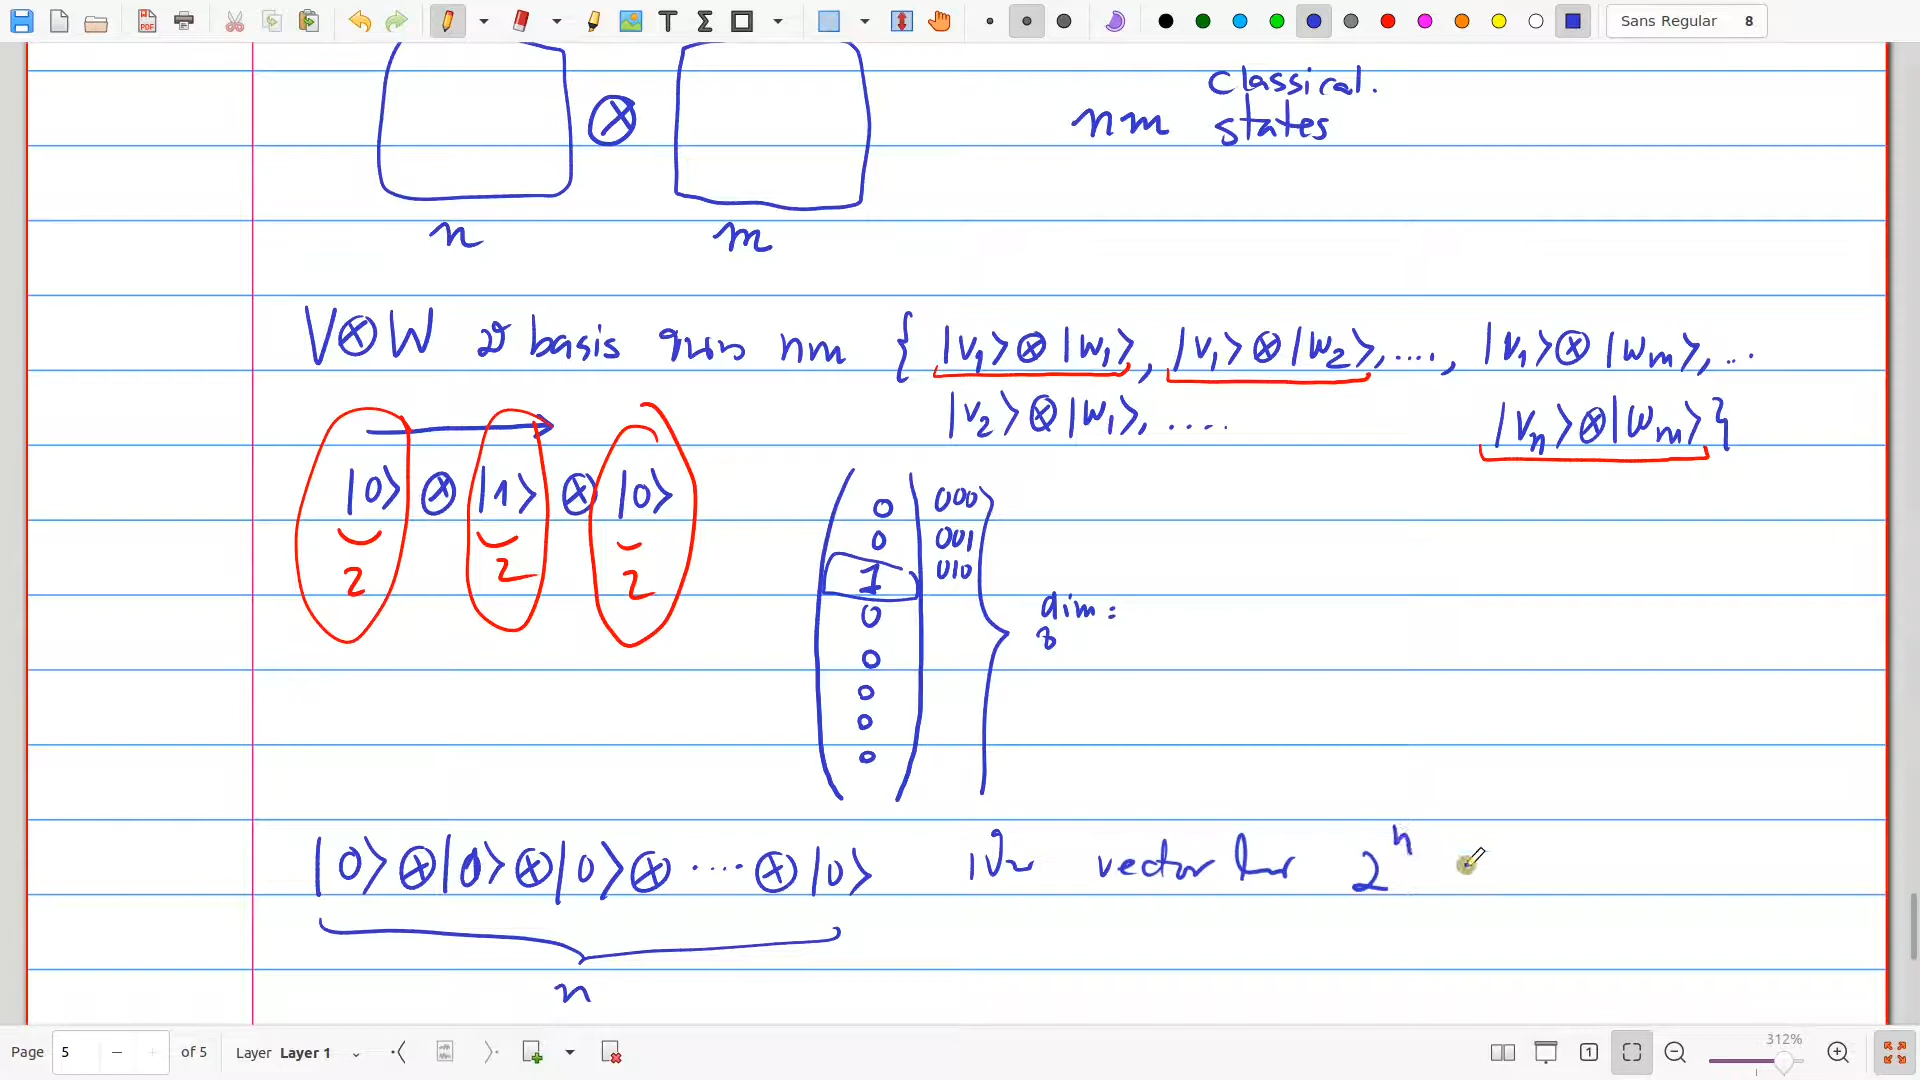 Sans Regular 8
classical.
nm states
n m
V⊗W basis nm { |v₁⟩⊗|w₁⟩, |v₁⟩⊗|w₂⟩, ...., |v₁⟩⊗|wₘ⟩, ...
|v₂⟩⊗|w₁⟩, ..... |vₙ⟩⊗|wₘ⟩ }
|0⟩ ⊗ |1⟩ ⊗ |0⟩
2 2 2
0 000
0 001
1 010
0
0
0
0
0
dim:
8
|0⟩⊗|0⟩⊗|0⟩⊗ .... ⊗|0⟩ vector 2ⁿ
n
Page 5 of 5 Layer Layer 1
312%